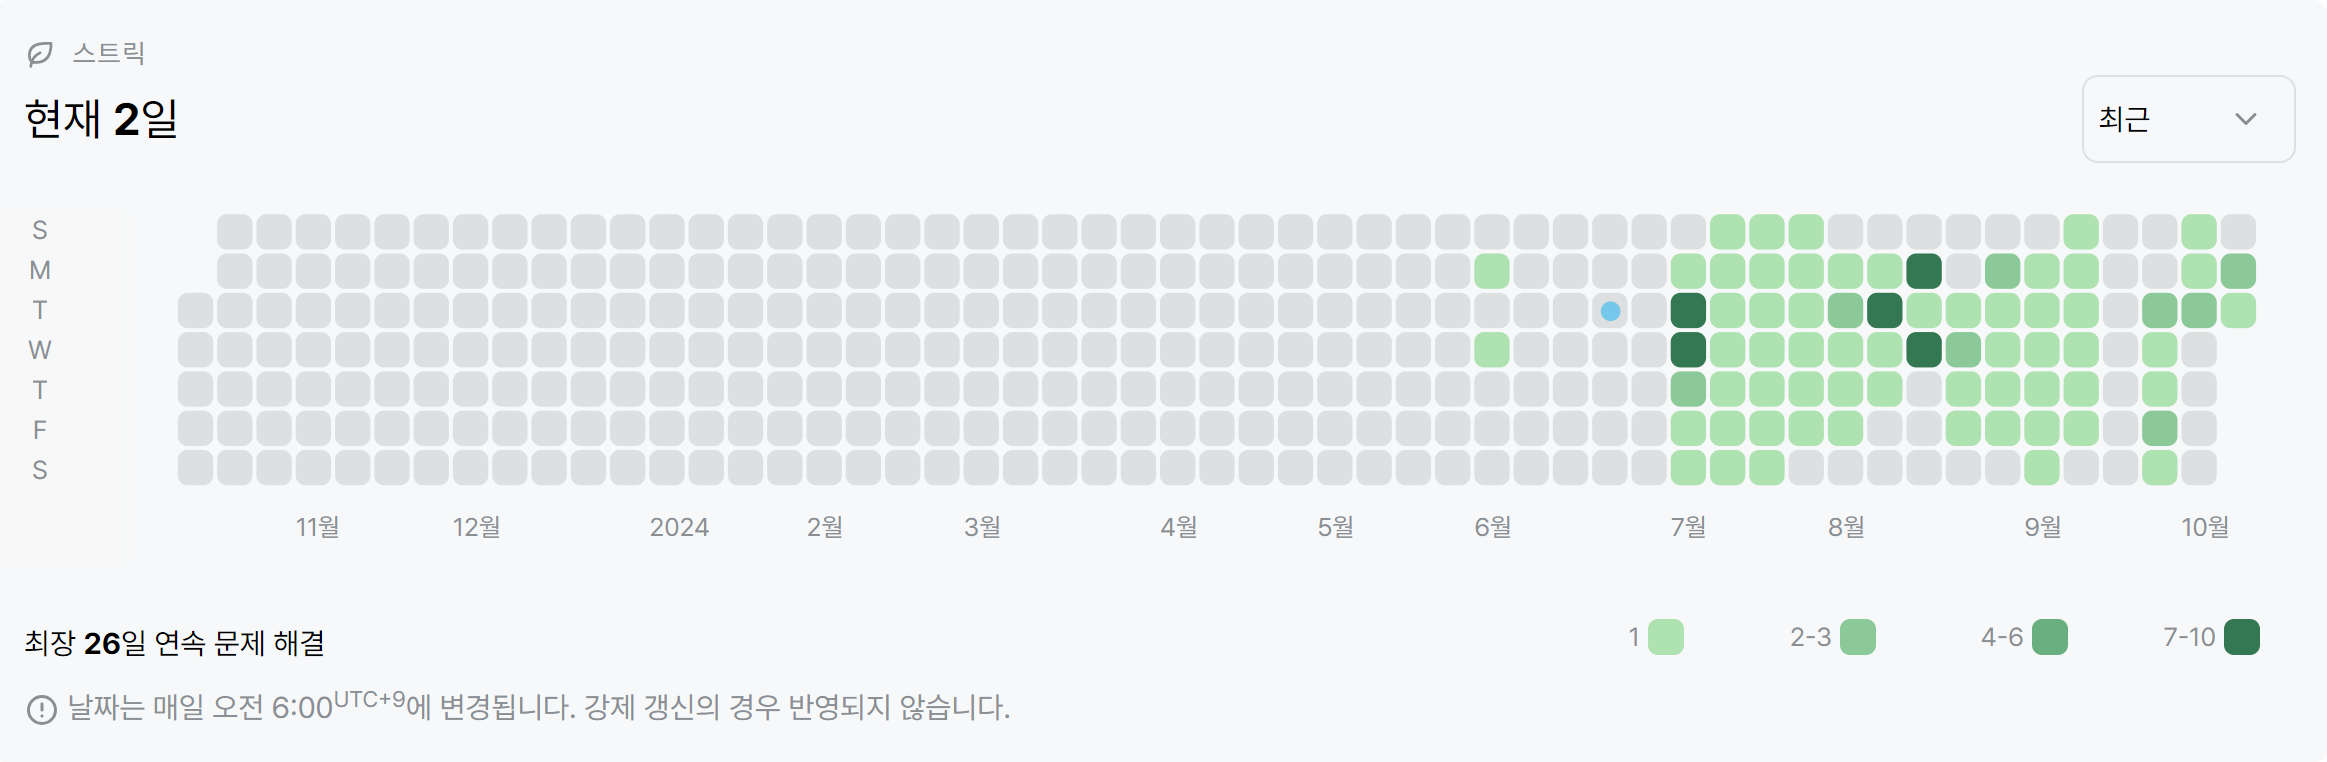 스트릭
현재 2일
최근
S
M
T
W
T
F
S
11월 12월 2024 2월 3월 4월 5월 6월 7월 8월 9월 10월
최장 26일 연속 문제 해결
1 2-3 4-6 7-10
날짜는 매일 오전 6:00UTC+9에 변경됩니다. 강제 갱신의 경우 반영되지 않습니다.